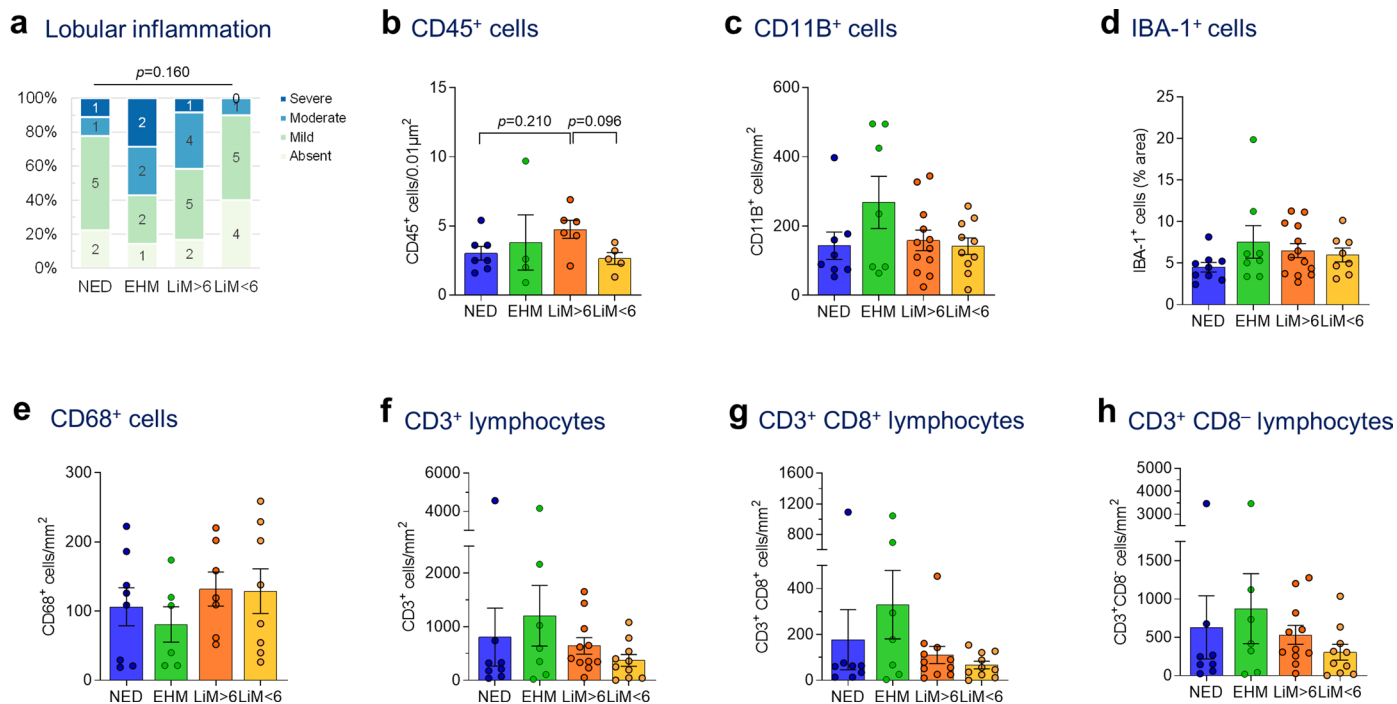 a Lobular inflammation
p=0.160
100%
80%
60%
40%
20%
0%
1
1
5
2
2
2
2
1
1
4
5
2
0
1
5
4
NED EHM LiM>6 LiM<6
Severe
Moderate
Mild
Absent
b CD45⁺ cells
CD45⁺ cells/0.01µm²
15
10
5
0
p=0.210
p=0.096
NED EHM LiM>6 LiM<6
c CD11B⁺ cells
CD11B⁺ cells/mm²
600
400
200
0
NED EHM LiM>6 LiM<6
d IBA-1⁺ cells
IBA-1⁺ cells (% area)
25
20
15
10
5
0
NED EHM LiM>6 LiM<6
e CD68⁺ cells
CD68⁺ cells/mm²
300
200
100
0
NED EHM LiM>6 LiM<6
f CD3⁺ lymphocytes
CD3⁺ cells/mm²
6000
4000
2000
1000
0
NED EHM LiM>6 LiM<6
g CD3⁺ CD8⁺ lymphocytes
CD3⁺ CD8⁺ cells/mm²
1600
1200
800
400
200
0
NED EHM LiM>6 LiM<6
h CD3⁺ CD8⁻ lymphocytes
CD3⁺CD8⁻ cells/mm²
5000
4000
3000
1500
1000
500
0
NED EHM LiM>6 LiM<6